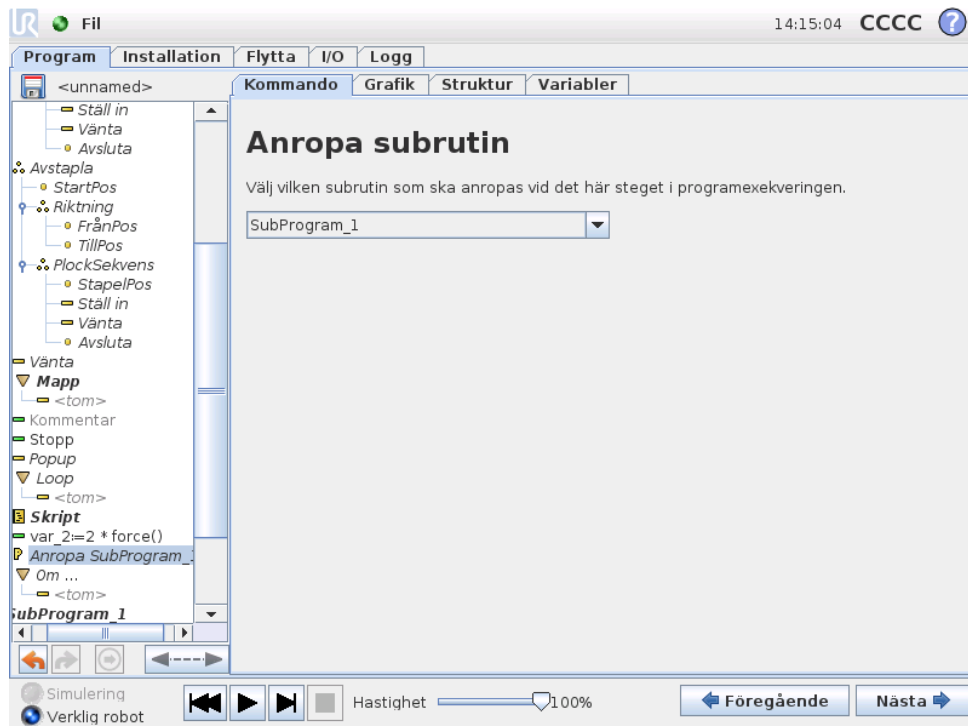 UR Fil 14:15:04 CCCC ?
Program Installation Flytta I/O Logg
<unnamed>
Kommando Grafik Struktur Variabler
Ställ in
Vänta
Avsluta
Avstapla
StartPos
Riktning
FrånPos
TillPos
PlockSekvens
StapelPos
Ställ in
Vänta
Avsluta
Vänta
Mapp
<tom>
Kommentar
Stopp
Popup
Loop
<tom>
Skript
var_2:=2 * force()
Anropa SubProgram_1
Om ...
<tom>
SubProgram_1
Anropa subrutin
Välj vilken subrutin som ska anropas vid det här steget i programexekveringen.
SubProgram_1
Simulering
Verklig robot
Hastighet 100%
Föregående Nästa